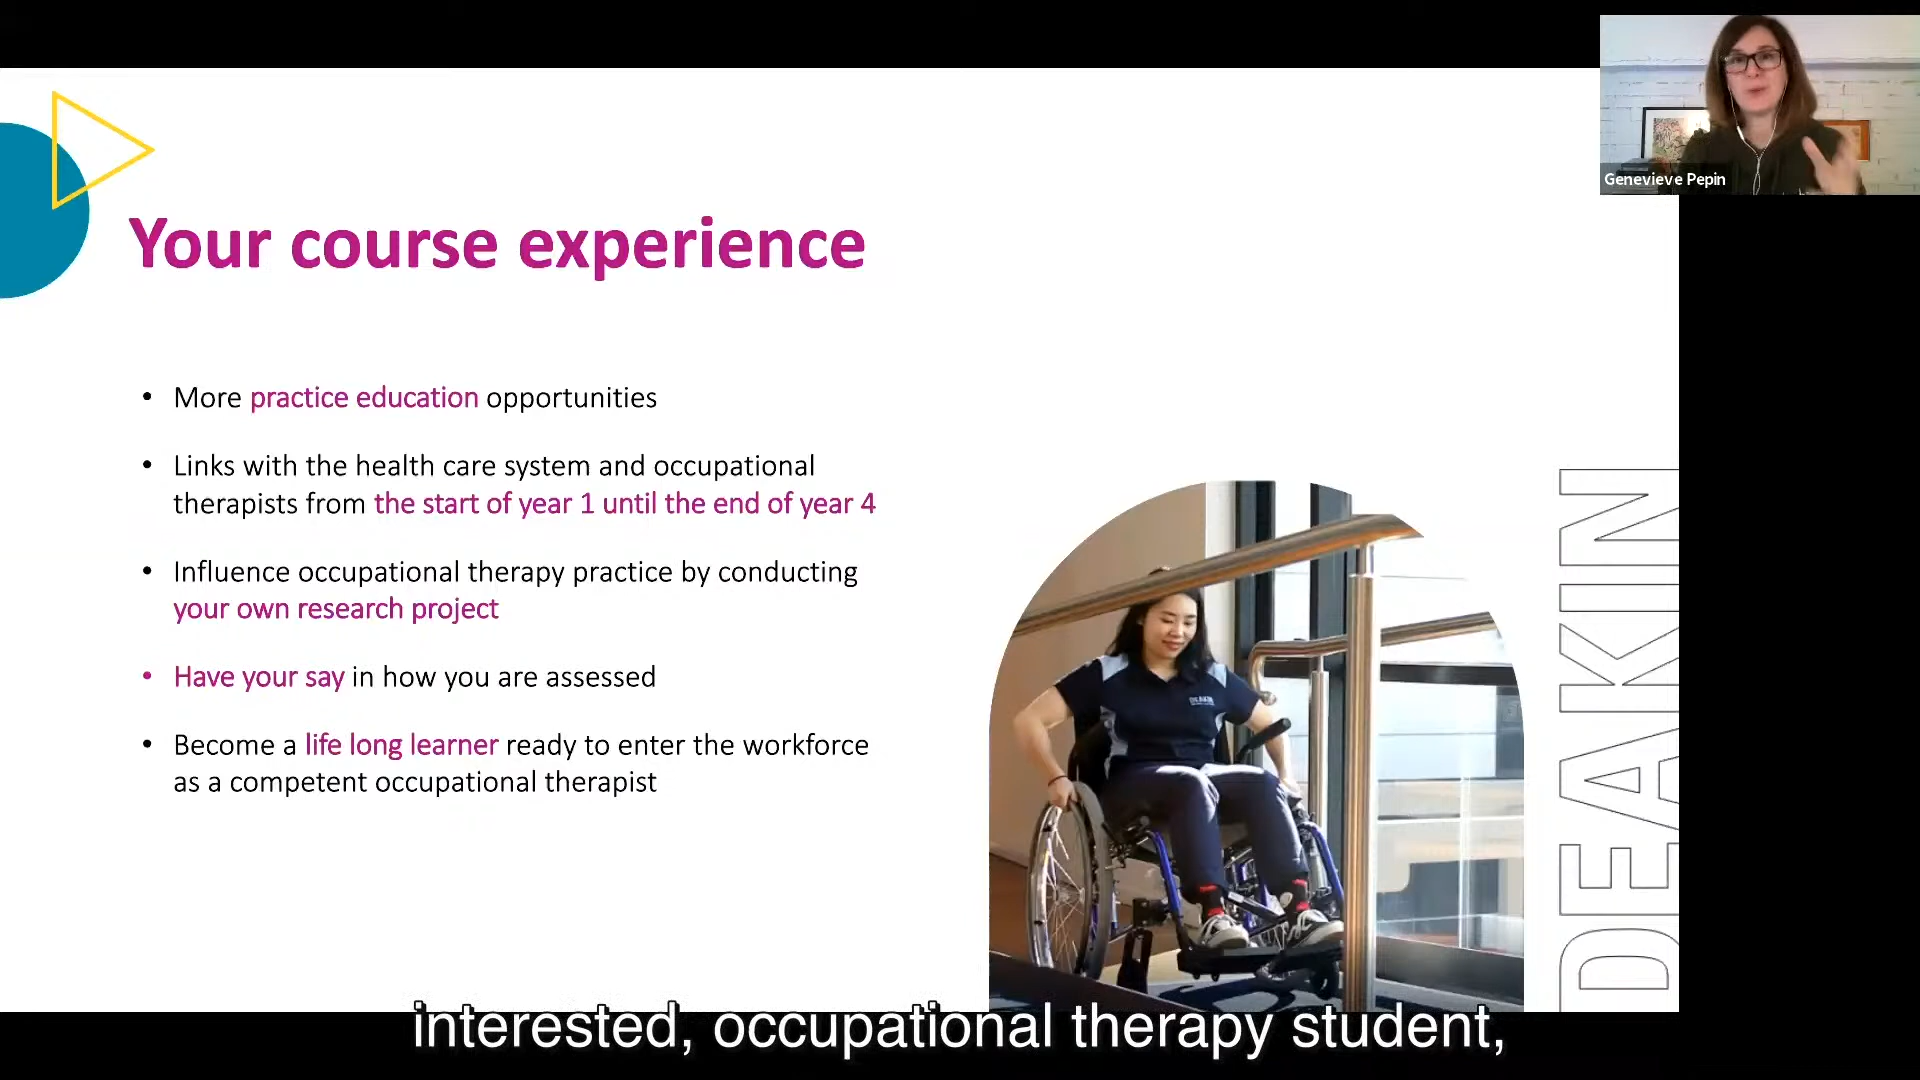 Genevieve Pepin
Your course experience
• More practice education opportunities
• Links with the health care system and occupational
therapists from the start of year 1 until the end of year 4
• Influence occupational therapy practice by conducting
your own research project
• Have your say in how you are assessed
• Become a life long learner ready to enter the workforce
as a competent occupational therapist
DEAKIN
DEAKIN
interested, occupational therapy student,